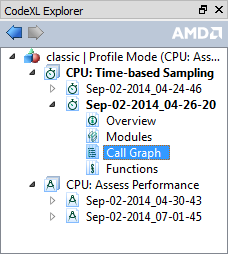 CodeXL Explorer
AMD
classic | Profile Mode (CPU: Ass...
CPU: Time-based Sampling
Sep-02-2014_04-24-46
Sep-02-2014_04-26-20
Overview
Modules
Call Graph
Functions
CPU: Assess Performance
Sep-02-2014_04-30-43
Sep-02-2014_07-01-45